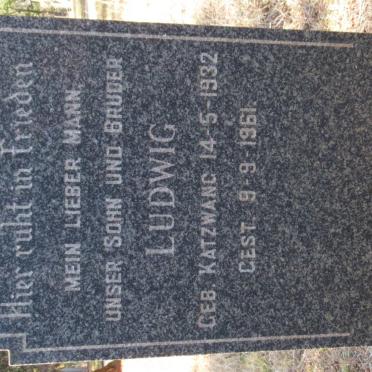 Hier ruht in Frieden
MEIN LIEBER MANN,
UNSER SOHN UND BRUDER
LUDWIG
GEB. KATZWANG 14-5-1932
GEST. 9-9-1961.